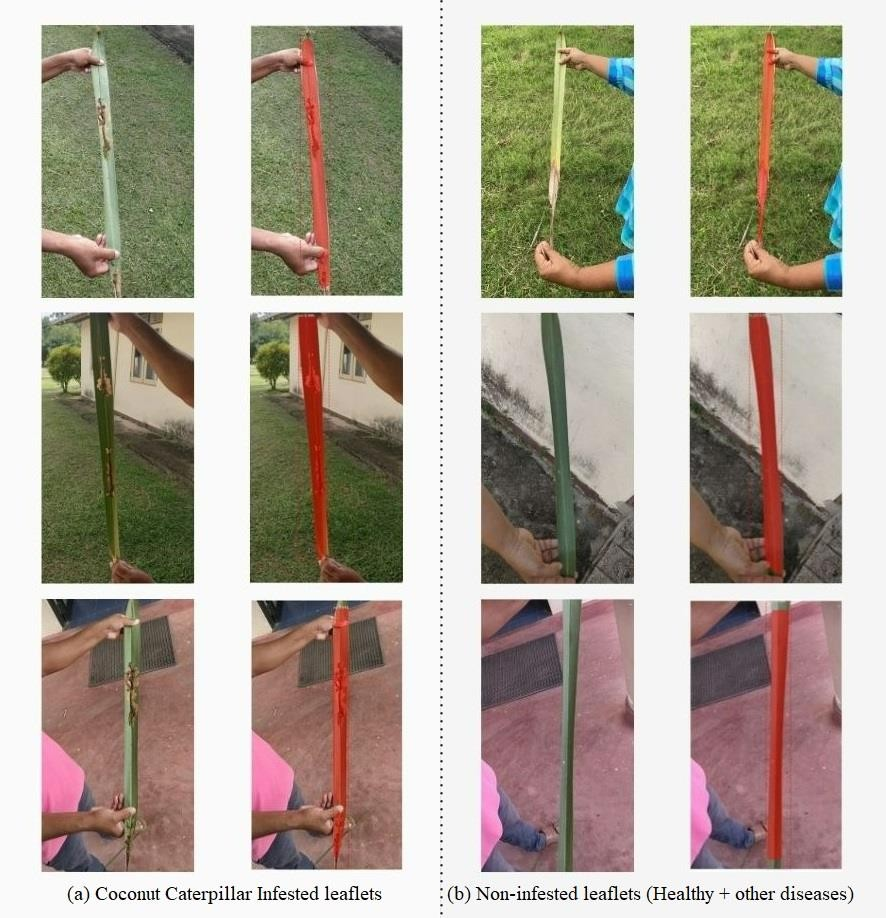 (a) Coconut Caterpillar Infested leaflets
(b) Non-infested leaflets (Healthy + other diseases)